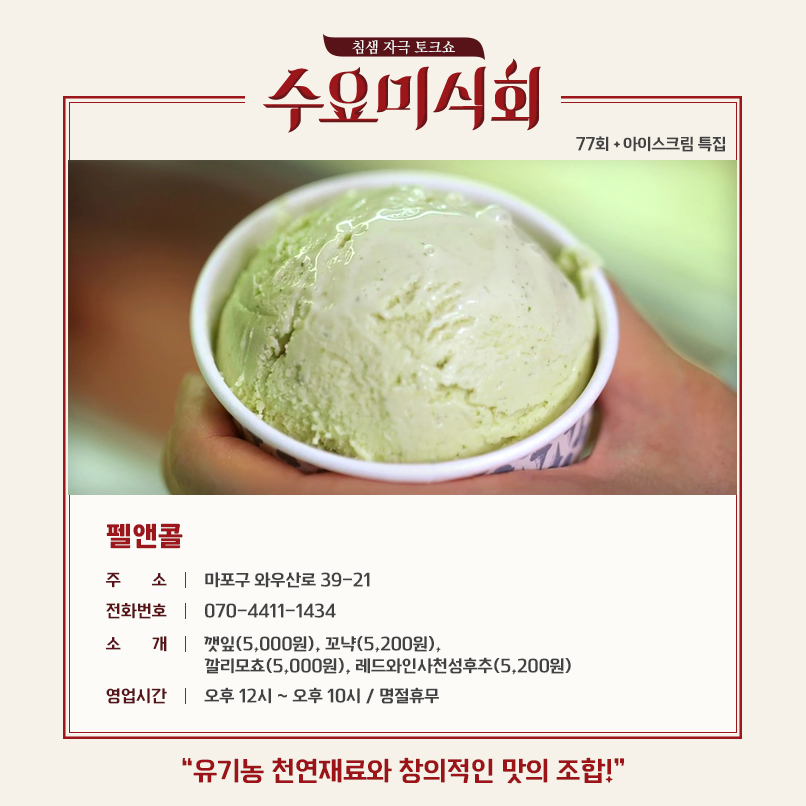 침샘 자극 토크쇼
수요미식회
77회 + 아이스크림 특집
펠앤콜
주 소 | 마포구 와우산로 39-21
전화번호 | 070-4411-1434
소 개 | 깻잎(5,000원), 꼬냑(5,200원),
깔리모쵸(5,000원), 레드와인사천성후추(5,200원)
영업시간 | 오후 12시 ~ 오후 10시 / 명절휴무
“유기농 천연재료와 창의적인 맛의 조합!”